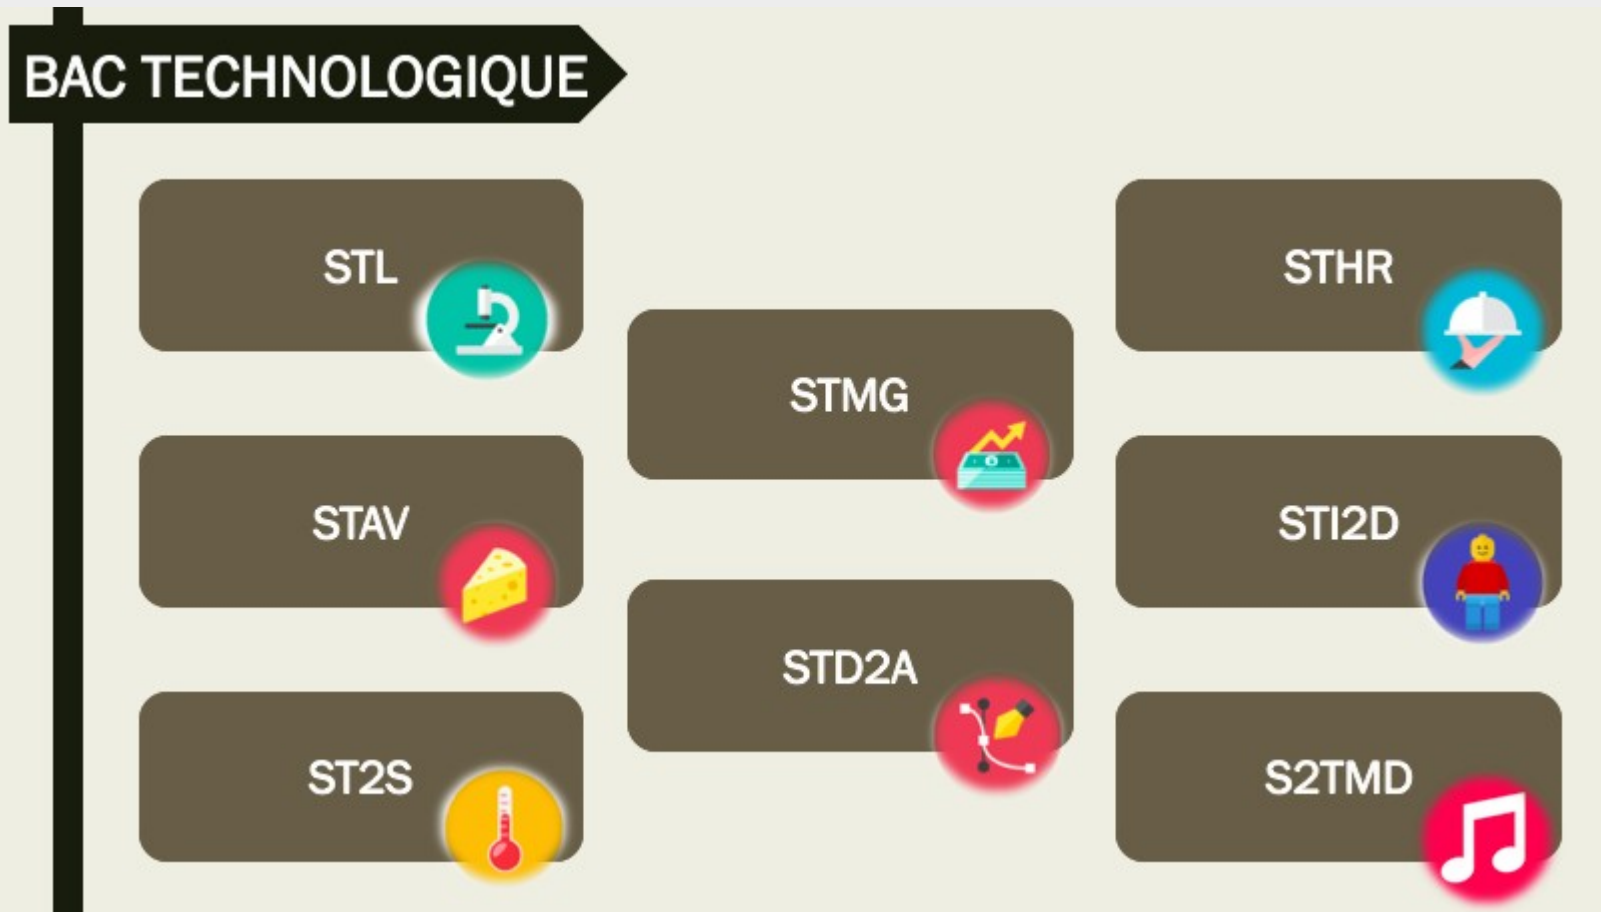 BAC TECHNOLOGIQUE
STL
STHR
STMG
STAV
STI2D
STD2A
ST2S
S2TMD